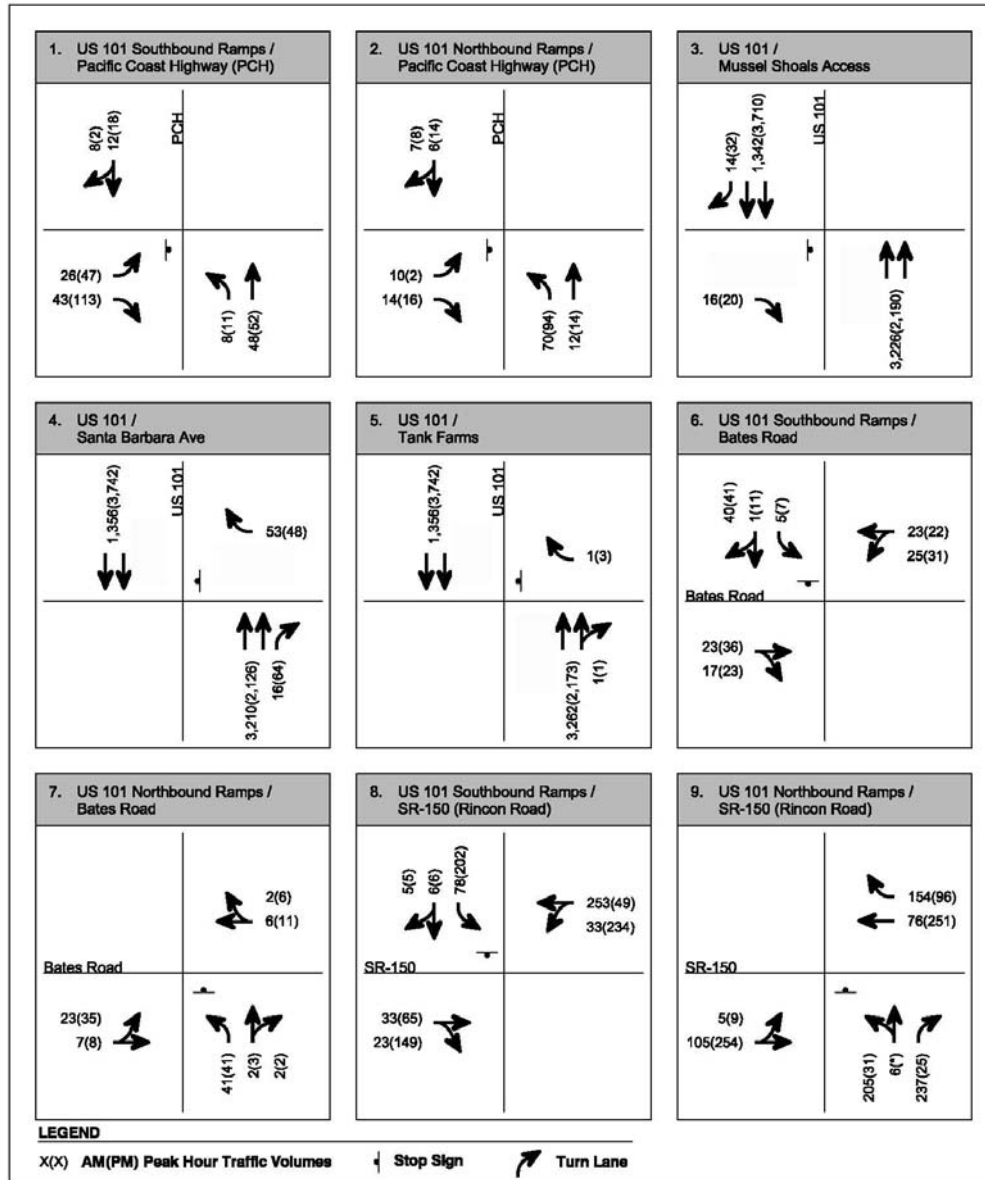 1. US 101 Southbound Ramps /
Pacific Coast Highway (PCH)
8(2)
12(18)
PCH
26(47)
43(113)
8(11)
48(52)
2. US 101 Northbound Ramps /
Pacific Coast Highway (PCH)
7(8)
6(14)
PCH
10(2)
14(16)
70(94)
12(14)
3. US 101 /
Mussel Shoals Access
14(32)
1,342(3,710)
US 101
16(20)
3,226(2,190)
4. US 101 /
Santa Barbara Ave
1,356(3,742)
US 101
53(48)
3,210(2,126)
16(64)
5. US 101 /
Tank Farms
1,356(3,742)
US 101
1(3)
3,262(2,173)
1(1)
6. US 101 Southbound Ramps /
Bates Road
40(41)
1(11)
5(7)
23(22)
25(31)
Bates Road
23(36)
17(23)
7. US 101 Northbound Ramps /
Bates Road
2(6)
6(11)
Bates Road
23(35)
7(8)
41(41)
2(3)
2(2)
8. US 101 Southbound Ramps /
SR-150 (Rincon Road)
5(5)
6(6)
78(202)
253(49)
33(234)
SR-150
33(65)
23(149)
9. US 101 Northbound Ramps /
SR-150 (Rincon Road)
154(96)
76(251)
SR-150
5(9)
105(254)
205(31)
6(*)
237(25)
LEGEND
X(X) AM(PM) Peak Hour Traffic Volumes Stop Sign Turn Lane